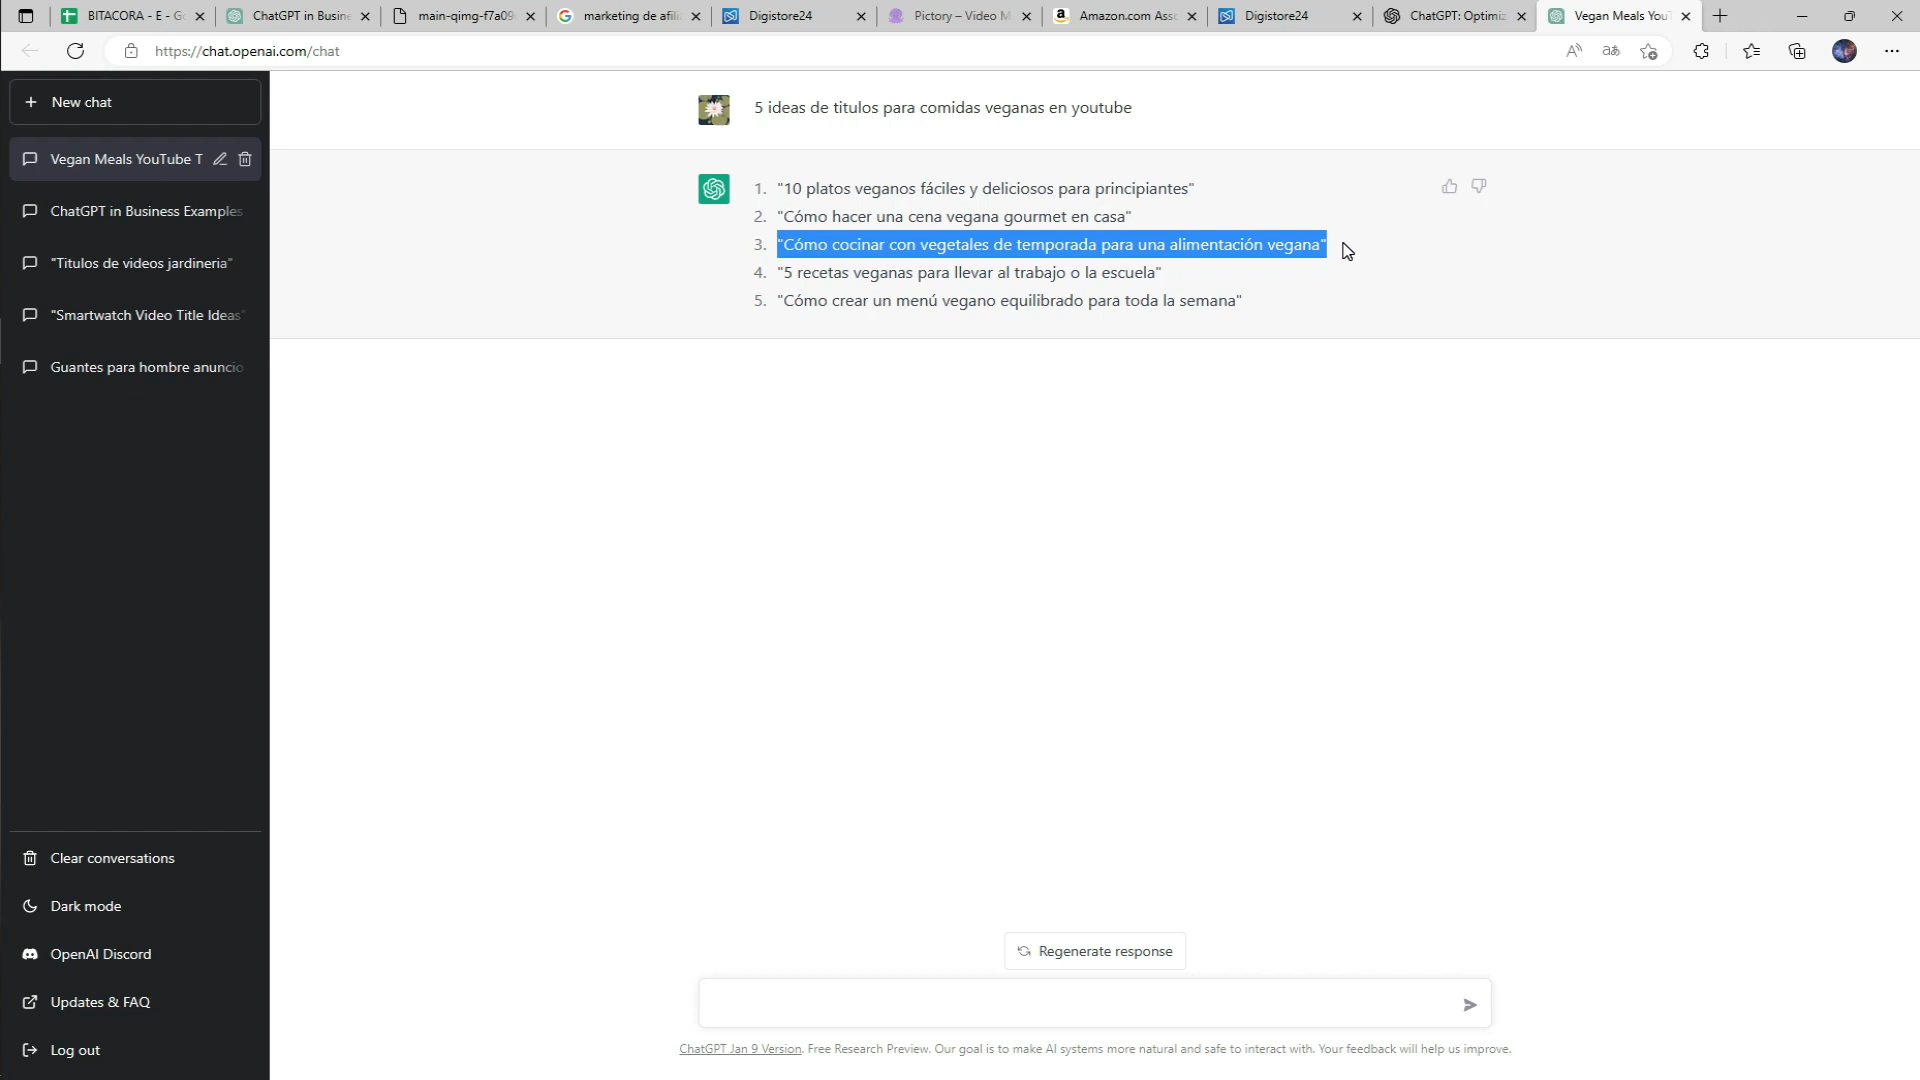 BITACORA - E - Go
ChatGPT in Busine
main-qimg-f7a09
marketing de afili
Digistore24
Pictory – Video M
Amazon.com Asso
Digistore24
ChatGPT: Optimiz
Vegan Meals You
https://chat.openai.com/chat
New chat
Vegan Meals YouTube T
ChatGPT in Business Examples
"Titulos de videos jardineria"
"Smartwatch Video Title Ideas"
Guantes para hombre anuncio
5 ideas de titulos para comidas veganas en youtube
1. "10 platos veganos fáciles y deliciosos para principiantes"
2. "Cómo hacer una cena vegana gourmet en casa"
3. "Cómo cocinar con vegetales de temporada para una alimentación vegana"
4. "5 recetas veganas para llevar al trabajo o la escuela"
5. "Cómo crear un menú vegano equilibrado para toda la semana"
Clear conversations
Dark mode
OpenAI Discord
Updates & FAQ
Log out
Regenerate response
ChatGPT Jan 9 Version. Free Research Preview. Our goal is to make AI systems more natural and safe to interact with. Your feedback will help us improve.